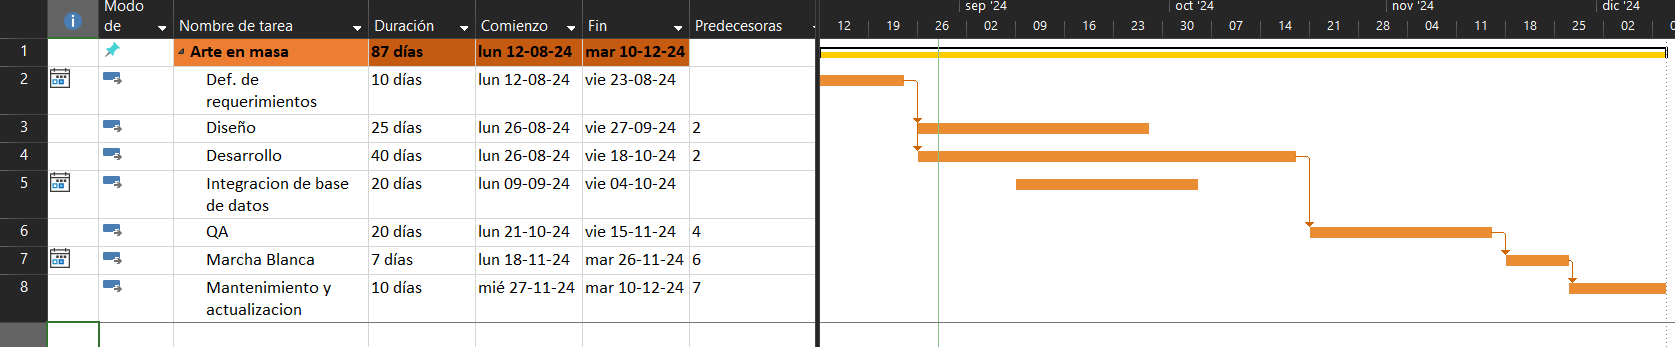 Modo de Nombre de tarea Duración Comienzo Fin Predecesoras
sep '24 oct '24 nov '24 dic '24
12 19 26 02 09 16 23 30 07 14 21 28 04 11 18 25 02
1 Arte en masa 87 días lun 12-08-24 mar 10-12-24
2 Def. de requerimientos 10 días lun 12-08-24 vie 23-08-24
3 Diseño 25 días lun 26-08-24 vie 27-09-24 2
4 Desarrollo 40 días lun 26-08-24 vie 18-10-24 2
5 Integracion de base de datos 20 días lun 09-09-24 vie 04-10-24
6 QA 20 días lun 21-10-24 vie 15-11-24 4
7 Marcha Blanca 7 días lun 18-11-24 mar 26-11-24 6
8 Mantenimiento y actualizacion 10 días mié 27-11-24 mar 10-12-24 7